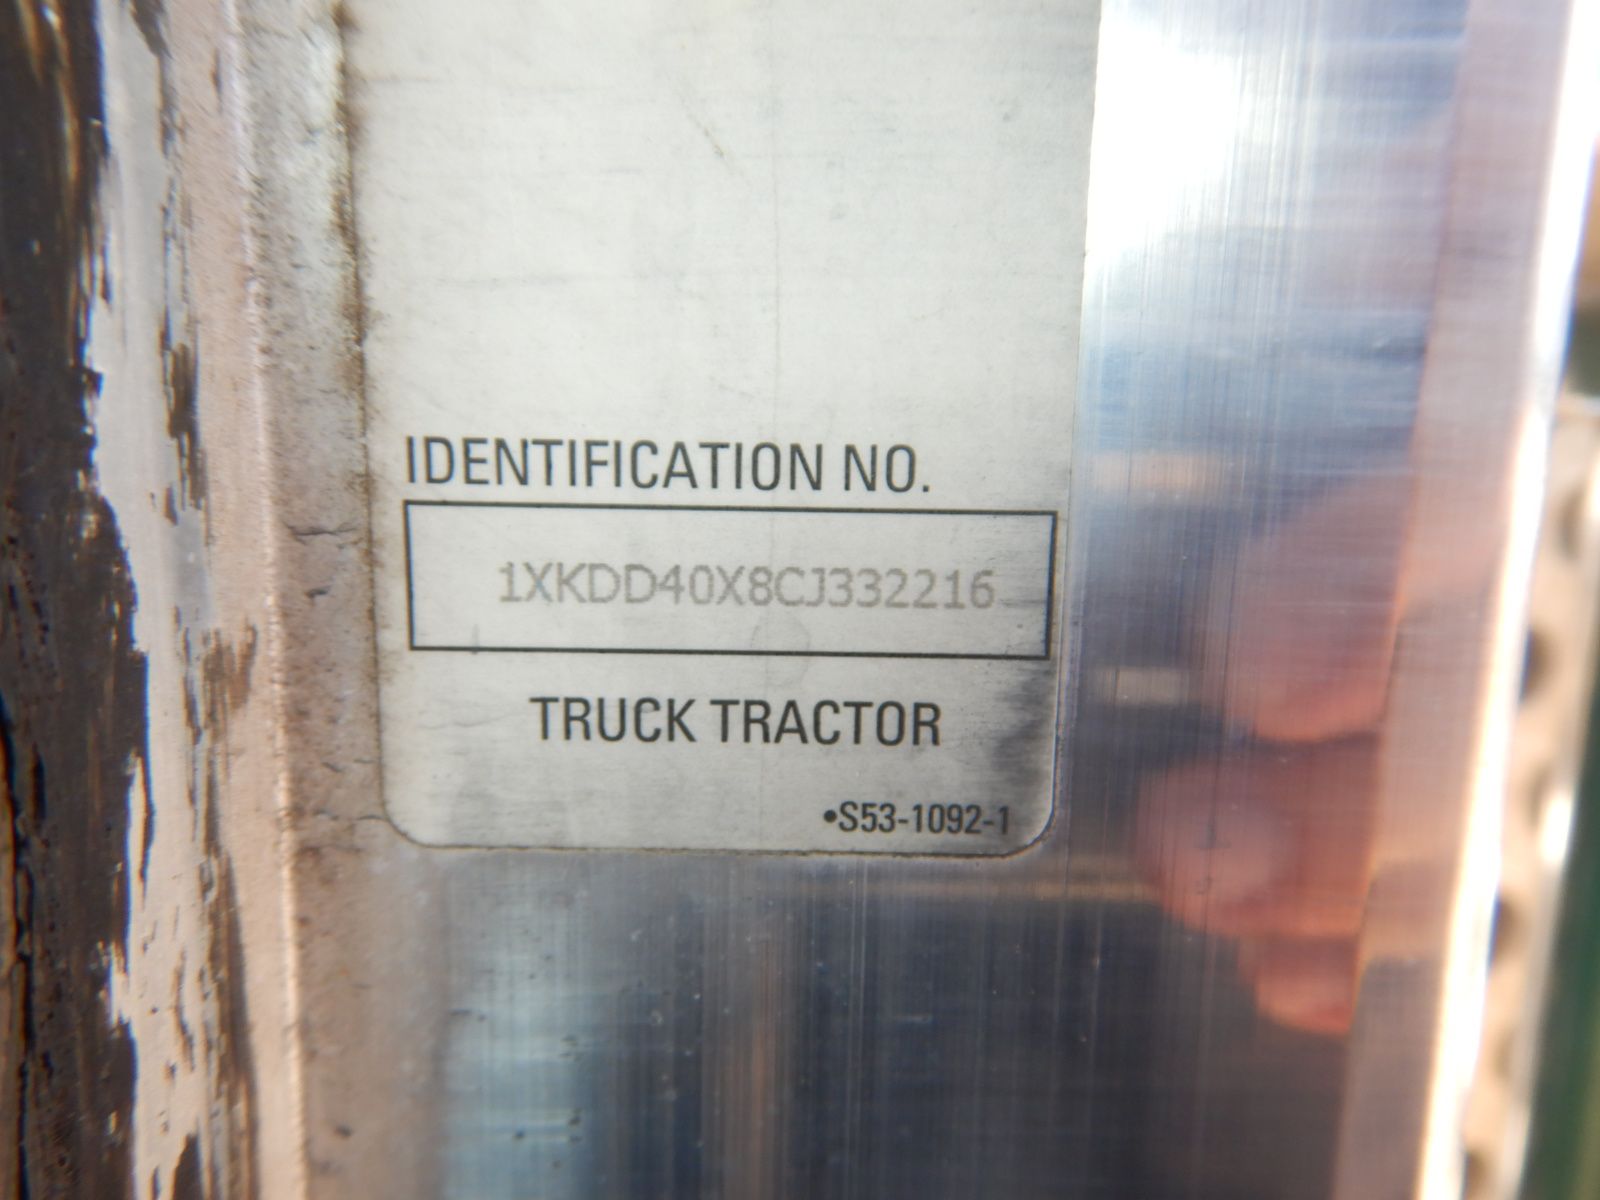 IDENTIFICATION NO.
1XKDD40X8CJ332216
TRUCK TRACTOR
•S53-1092-1